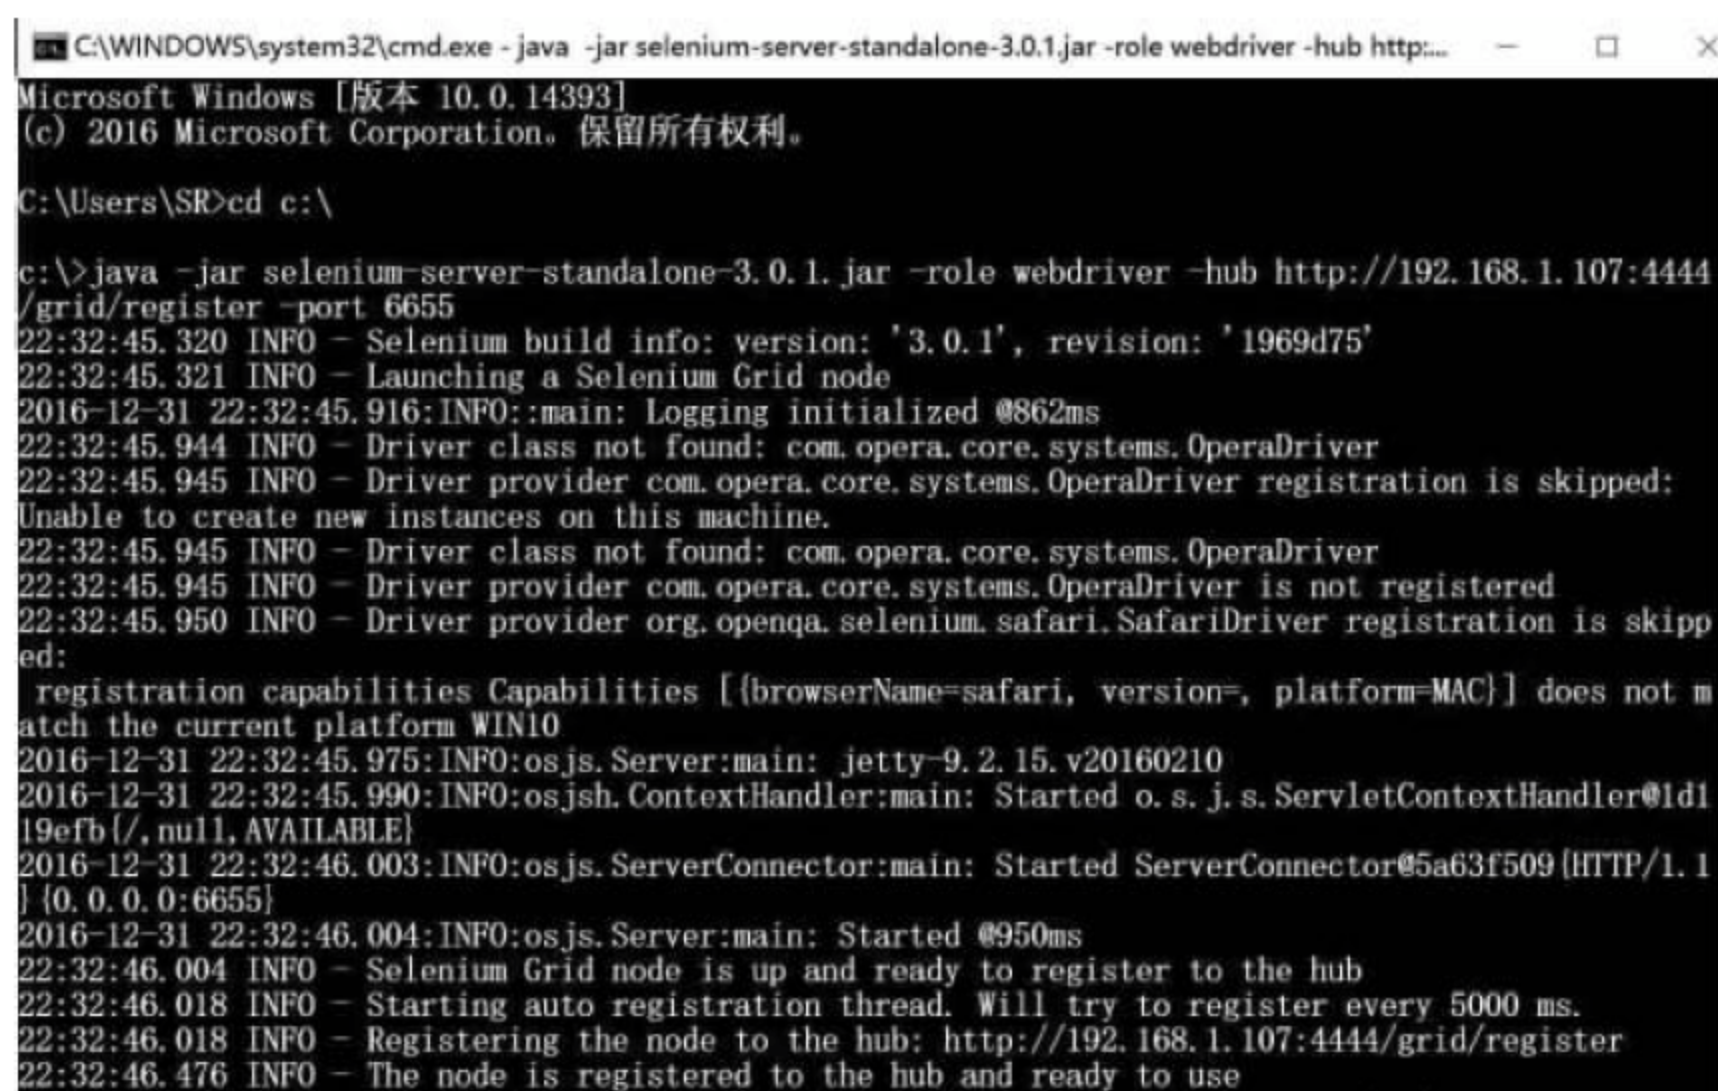 C:\WINDOWS\system32\cmd.exe - java  -jar selenium-server-standalone-3.0.1.jar -role webdriver -hub http:...
Microsoft Windows [版本 10.0.14393]
(c) 2016 Microsoft Corporation。保留所有权利。
C:\Users\SR>cd c:\
c:\>java -jar selenium-server-standalone-3.0.1.jar -role webdriver -hub http://192.168.1.107:4444
/grid/register -port 6655
22:32:45.320 INFO - Selenium build info: version: '3.0.1', revision: '1969d75'
22:32:45.321 INFO - Launching a Selenium Grid node
2016-12-31 22:32:45.916:INFO::main: Logging initialized @862ms
22:32:45.944 INFO - Driver class not found: com.opera.core.systems.OperaDriver
22:32:45.945 INFO - Driver provider com.opera.core.systems.OperaDriver registration is skipped:
Unable to create new instances on this machine.
22:32:45.945 INFO - Driver class not found: com.opera.core.systems.OperaDriver
22:32:45.945 INFO - Driver provider com.opera.core.systems.OperaDriver is not registered
22:32:45.950 INFO - Driver provider org.openqa.selenium.safari.SafariDriver registration is skipp
ed:
 registration capabilities Capabilities [{browserName=safari, version=, platform=MAC}] does not m
atch the current platform WIN10
2016-12-31 22:32:45.975:INFO:osjs.Server:main: jetty-9.2.15.v20160210
2016-12-31 22:32:45.990:INFO:osjsh.ContextHandler:main: Started o.s.j.s.ServletContextHandler@1d1
19efb{/,null,AVAILABLE}
2016-12-31 22:32:46.003:INFO:osjs.ServerConnector:main: Started ServerConnector@5a63f509{HTTP/1.1
}{0.0.0.0:6655}
2016-12-31 22:32:46.004:INFO:osjs.Server:main: Started @950ms
22:32:46.004 INFO - Selenium Grid node is up and ready to register to the hub
22:32:46.018 INFO - Starting auto registration thread. Will try to register every 5000 ms.
22:32:46.018 INFO - Registering the node to the hub: http://192.168.1.107:4444/grid/register
22:32:46.476 INFO - The node is registered to the hub and ready to use